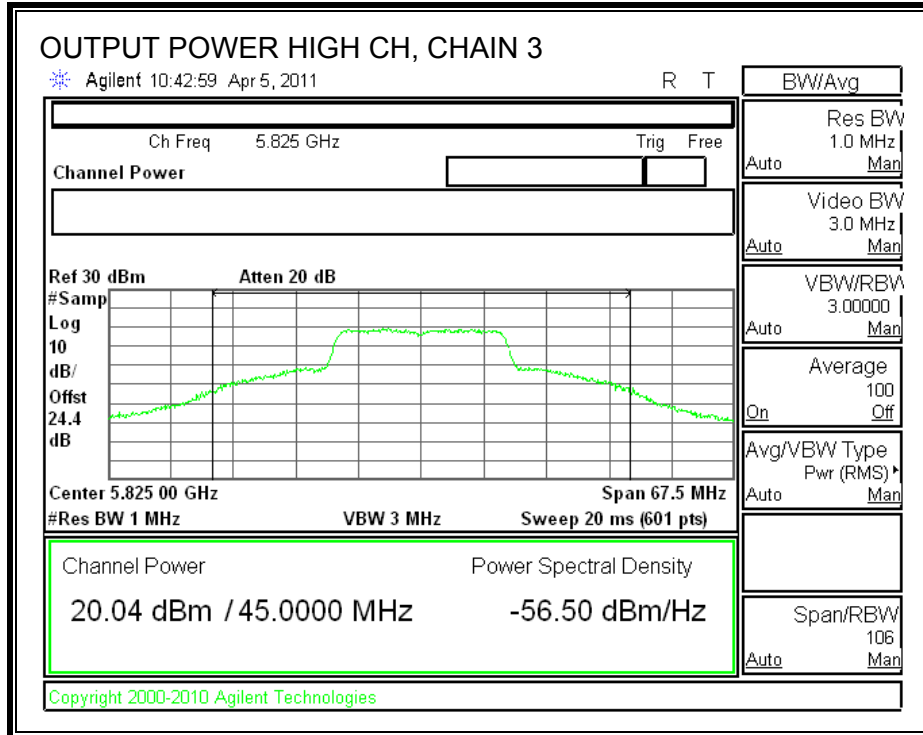 OUTPUT POWER HIGH CH, CHAIN 3
Agilent 10:42:59 Apr 5, 2011 R T
Ch Freq 5.825 GHz Trig Free
Channel Power
Ref 30 dBm Atten 20 dB
#Samp
Log
10
dB/
Offst
24.4
dB
Center 5.825 00 GHz Span 67.5 MHz
#Res BW 1 MHz VBW 3 MHz Sweep 20 ms (601 pts)
Channel Power Power Spectral Density
20.04 dBm / 45.0000 MHz -56.50 dBm/Hz
Copyright 2000-2010 Agilent Technologies
BW/Avg
Res BW
1.0 MHz
Auto Man
Video BW
3.0 MHz
Auto Man
VBW/RBW
3.00000
Auto Man
Average
100
On Off
Avg/VBW Type
Pwr (RMS)
Auto Man
Span/RBW
106
Auto Man